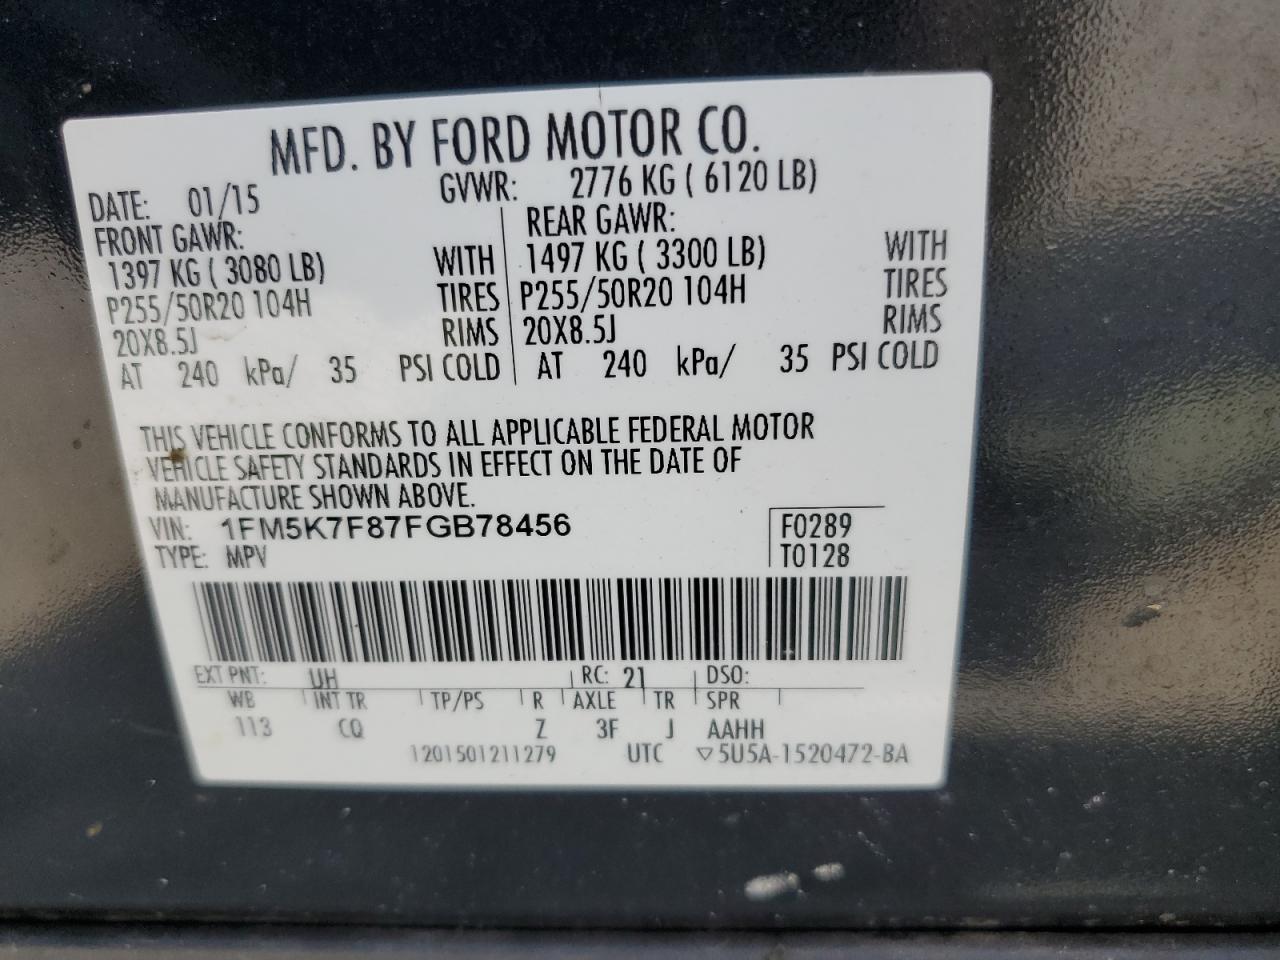 MFD. BY FORD MOTOR CO.
DATE: 01/15 GVWR: 2776 KG ( 6120 LB)
FRONT GAWR: REAR GAWR:
1397 KG ( 3080 LB) WITH 1497 KG ( 3300 LB) WITH
P255/50R20 104H TIRES P255/50R20 104H TIRES
20X8.5J RIMS 20X8.5J RIMS
AT 240 kPa/ 35 PSI COLD AT 240 kPa/ 35 PSI COLD
THIS VEHICLE CONFORMS TO ALL APPLICABLE FEDERAL MOTOR
VEHICLE SAFETY STANDARDS IN EFFECT ON THE DATE OF
MANUFACTURE SHOWN ABOVE.
VIN: 1FM5K7F87FGB78456 F0289
TYPE: MPV T0128
EXT PNT: UH RC: 21 DSO:
WB INT TR TP/PS R AXLE TR SPR
113 CQ Z 3F J AAHH
1201501211279 UTC ▽5U5A-1520472-BA